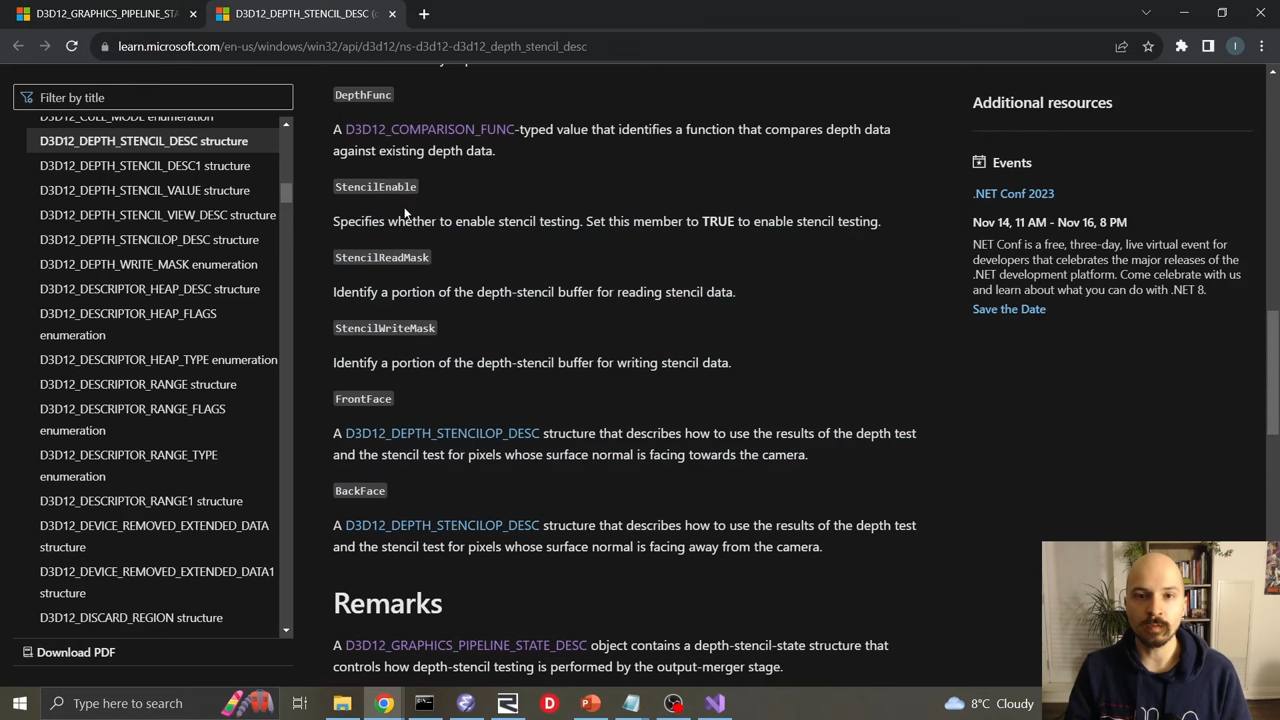 D3D12_GRAPHICS_PIPELINE_STA
D3D12_DEPTH_STENCIL_DESC (
learn.microsoft.com/en-us/windows/win32/api/d3d12/ns-d3d12-d3d12_depth_stencil_desc
I
Filter by title
D3D12_CULL_MODE enumeration
D3D12_DEPTH_STENCIL_DESC structure
D3D12_DEPTH_STENCIL_DESC1 structure
D3D12_DEPTH_STENCIL_VALUE structure
D3D12_DEPTH_STENCIL_VIEW_DESC structure
D3D12_DEPTH_STENCILOP_DESC structure
D3D12_DEPTH_WRITE_MASK enumeration
D3D12_DESCRIPTOR_HEAP_DESC structure
D3D12_DESCRIPTOR_HEAP_FLAGS
enumeration
D3D12_DESCRIPTOR_HEAP_TYPE enumeration
D3D12_DESCRIPTOR_RANGE structure
D3D12_DESCRIPTOR_RANGE_FLAGS
enumeration
D3D12_DESCRIPTOR_RANGE_TYPE
enumeration
D3D12_DESCRIPTOR_RANGE1 structure
D3D12_DEVICE_REMOVED_EXTENDED_DATA
structure
D3D12_DEVICE_REMOVED_EXTENDED_DATA1
structure
D3D12_DISCARD_REGION structure
Download PDF
DepthFunc
A D3D12_COMPARISON_FUNC-typed value that identifies a function that compares depth data
against existing depth data.
StencilEnable
Specifies whether to enable stencil testing. Set this member to TRUE to enable stencil testing.
StencilReadMask
Identify a portion of the depth-stencil buffer for reading stencil data.
StencilWriteMask
Identify a portion of the depth-stencil buffer for writing stencil data.
FrontFace
A D3D12_DEPTH_STENCILOP_DESC structure that describes how to use the results of the depth test
and the stencil test for pixels whose surface normal is facing towards the camera.
BackFace
A D3D12_DEPTH_STENCILOP_DESC structure that describes how to use the results of the depth test
and the stencil test for pixels whose surface normal is facing away from the camera.
Remarks
A D3D12_GRAPHICS_PIPELINE_STATE_DESC object contains a depth-stencil-state structure that
controls how depth-stencil testing is performed by the output-merger stage.
Additional resources
Events
.NET Conf 2023
Nov 14, 11 AM - Nov 16, 8 PM
.NET Conf is a free, three-day, live virtual event for
developers that celebrates the major releases of the
.NET development platform. Come celebrate with us
and learn about what you can do with .NET 8.
Save the Date
Type here to search
8°C Cloudy